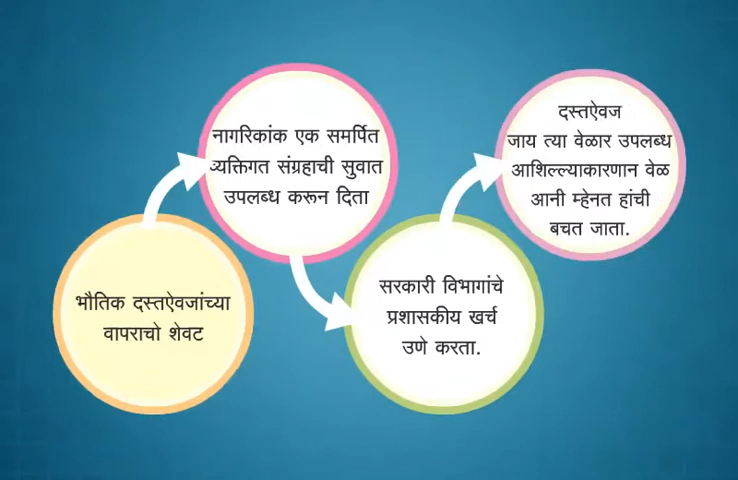 भौतिक दस्तऐवजांच्या
वापराचो शेवट
नागरिकांक एक समर्पित
व्यक्तिगत संग्रहाची सुवात
उपलब्ध करून दिता
सरकारी विभागांचे
प्रशासकीय खर्च
उणे करता.
दस्तऐवज
जाय त्या वेळार उपलब्ध
आशिल्ल्याकारणान वेळ
आनी म्हेनत हांची
बचत जाता.